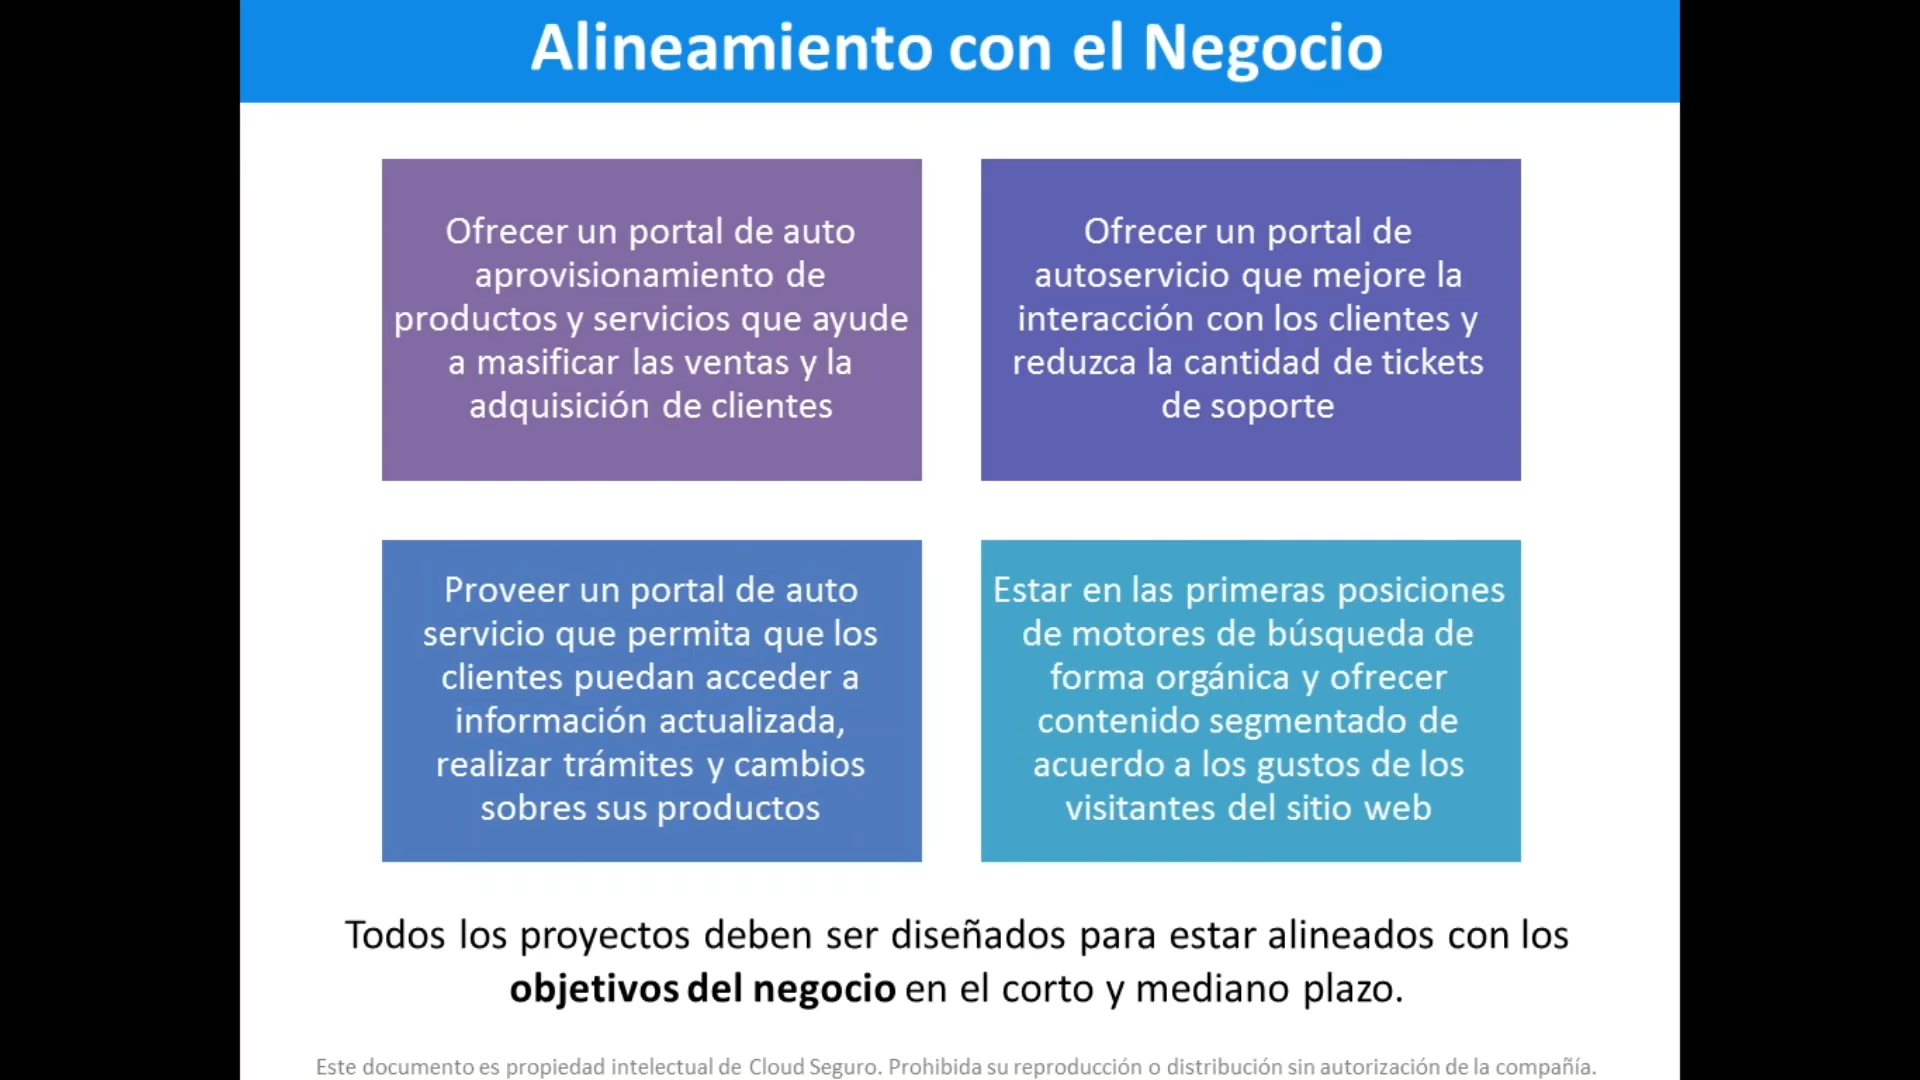 Alineamiento con el Negocio
Ofrecer un portal de auto
aprovisionamiento de
productos y servicios que ayude
a masificar las ventas y la
adquisición de clientes
Ofrecer un portal de
autoservicio que mejore la
interacción con los clientes y
reduzca la cantidad de tickets
de soporte
Proveer un portal de auto
servicio que permita que los
clientes puedan acceder a
información actualizada,
realizar trámites y cambios
sobres sus productos
Estar en las primeras posiciones
de motores de búsqueda de
forma orgánica y ofrecer
contenido segmentado de
acuerdo a los gustos de los
visitantes del sitio web
Todos los proyectos deben ser diseñados para estar alineados con los
objetivos del negocio en el corto y mediano plazo.
Este documento es propiedad intelectual de Cloud Seguro. Prohibida su reproducción o distribución sin autorización de la compañía.